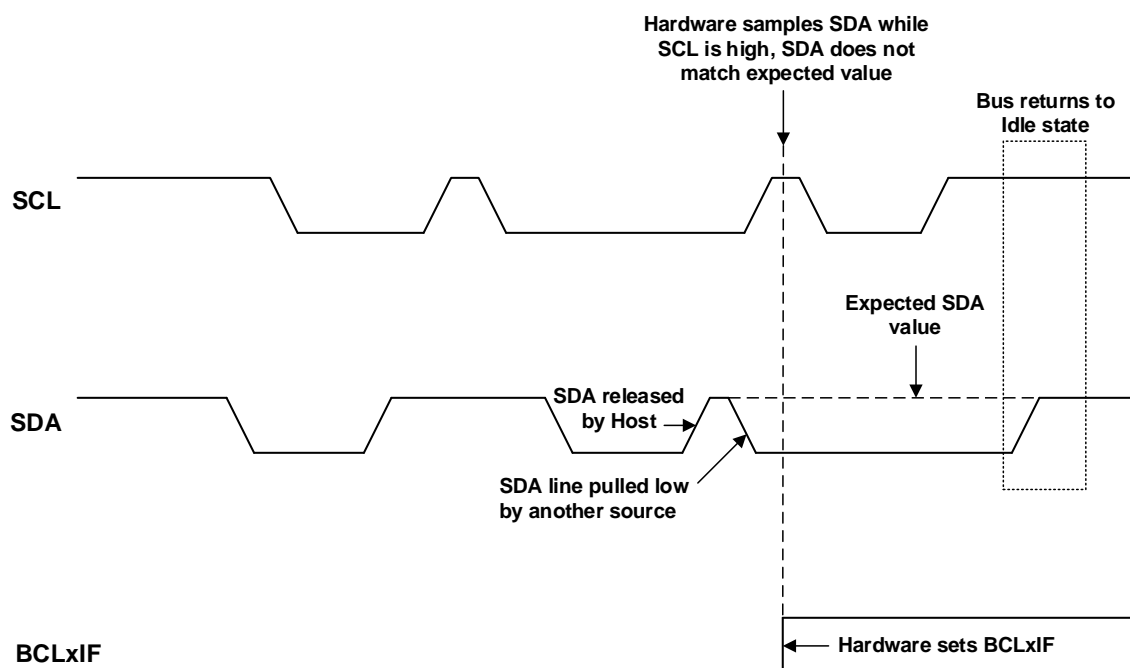 Hardware samples SDA while
SCL is high, SDA does not
match expected value
Bus returns to
Idle state
SCL
Expected SDA
value
SDA released
by Host
SDA
SDA line pulled low
by another source
Hardware sets BCLxIF
BCLxIF